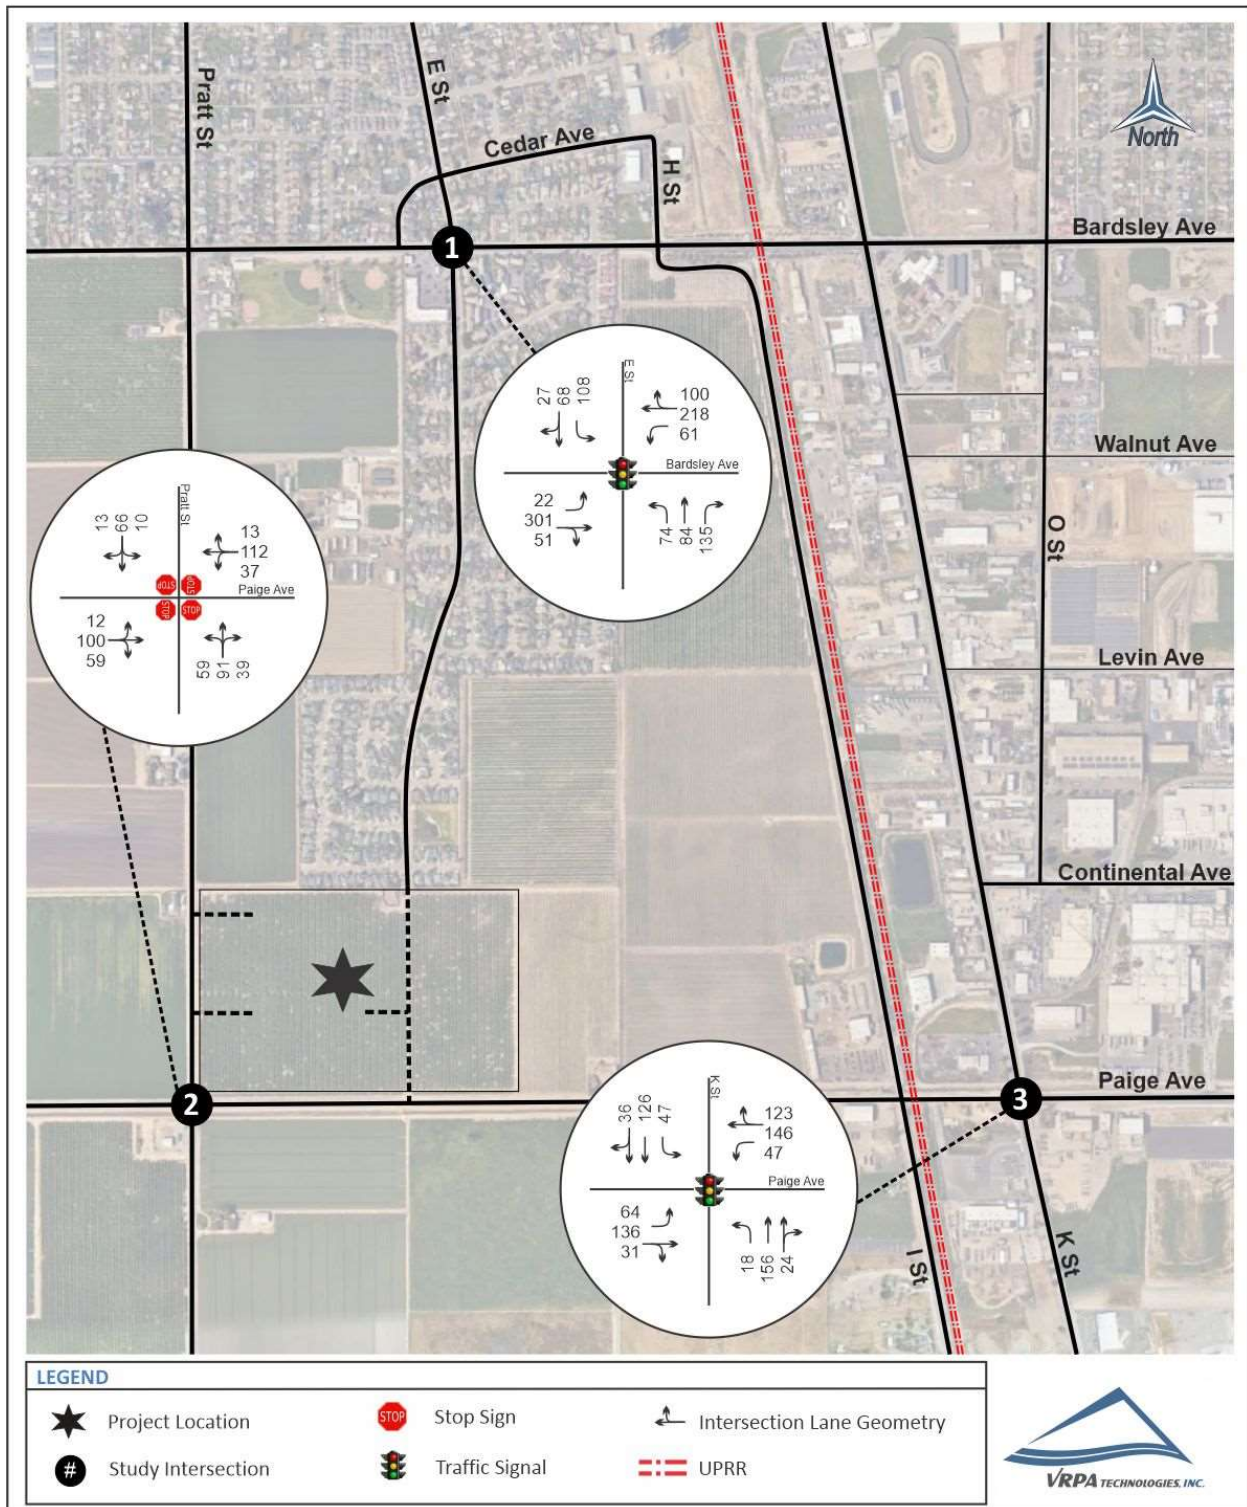 Pratt St
E St
Cedar Ave
H St
North
Bardsley Ave
1
E St
27
68
108
100
218
61
Bardsley Ave
22
301
51
74
84
135
Walnut Ave
O St
Pratt St
13
66
10
13
112
37
STOP
STOP
Paige Ave
STOP
STOP
12
100
59
59
91
39
Levin Ave
Continental Ave
Paige Ave
2
3
K St
36
126
47
123
146
47
Paige Ave
64
136
31
18
156
24
I St
K St
LEGEND
Project Location
STOP
Stop Sign
Intersection Lane Geometry
#
Study Intersection
Traffic Signal
UPRR
VRPA TECHNOLOGIES, INC.